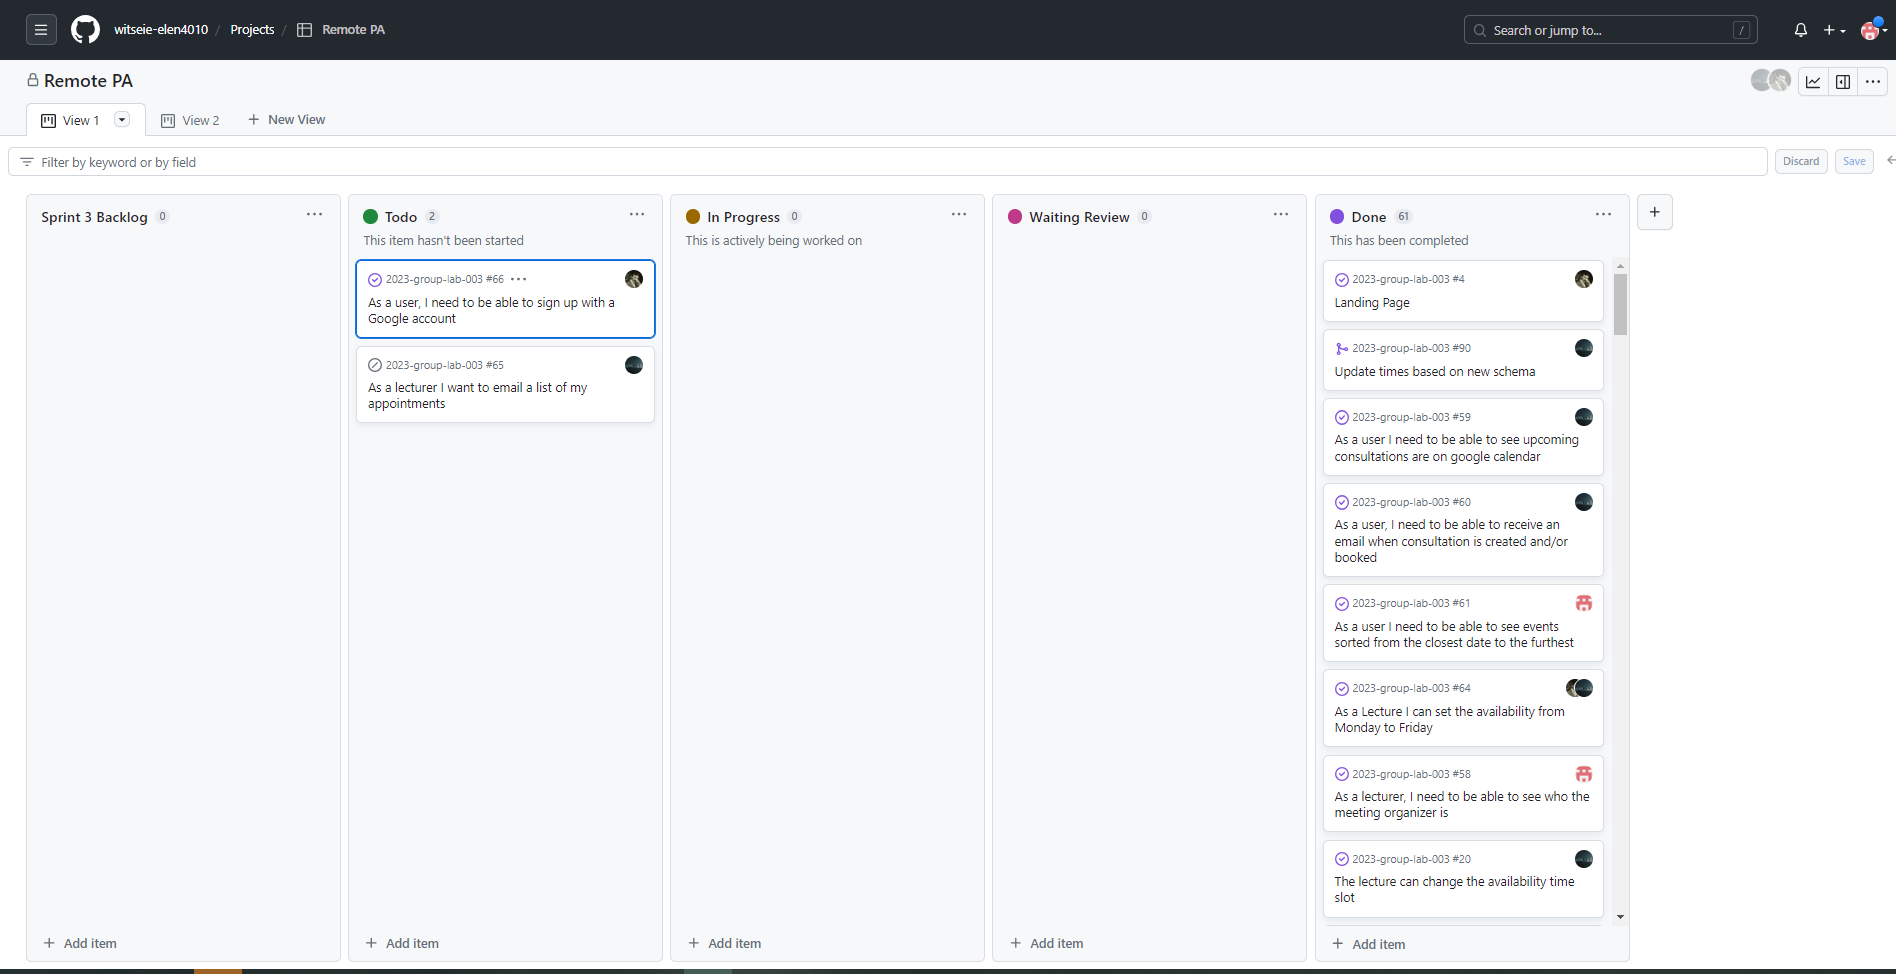 witseie-elen4010 / Projects / Remote PA
Search or jump to... /
Remote PA
View 1
View 2
New View
Filter by keyword or by field
Discard
Save
Sprint 3 Backlog 0
Add item
Todo 2
This item hasn't been started
2023-group-lab-003 #66
As a user, I need to be able to sign up with a
Google account
2023-group-lab-003 #65
As a lecturer I want to email a list of my
appointments
Add item
In Progress 0
This is actively being worked on
Add item
Waiting Review 0
Add item
Done 61
This has been completed
2023-group-lab-003 #4
Landing Page
2023-group-lab-003 #90
Update times based on new schema
2023-group-lab-003 #59
As a user I need to be able to see upcoming
consultations are on google calendar
2023-group-lab-003 #60
As a user, I need to be able to receive an
email when consultation is created and/or
booked
2023-group-lab-003 #61
As a user I need to be able to see events
sorted from the closest date to the furthest
2023-group-lab-003 #64
As a Lecture I can set the availability from
Monday to Friday
2023-group-lab-003 #58
As a lecturer, I need to be able to see who the
meeting organizer is
2023-group-lab-003 #20
The lecture can change the availability time
slot
Add item